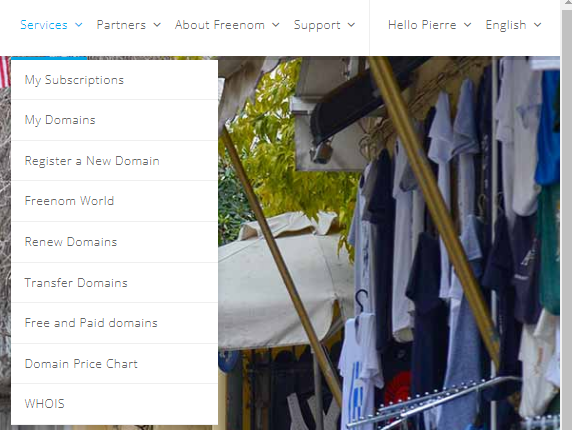 Services Partners About Freenom Support Hello Pierre English
My Subscriptions
My Domains
Register a New Domain
Freenom World
Renew Domains
Transfer Domains
Free and Paid domains
Domain Price Chart
WHOIS